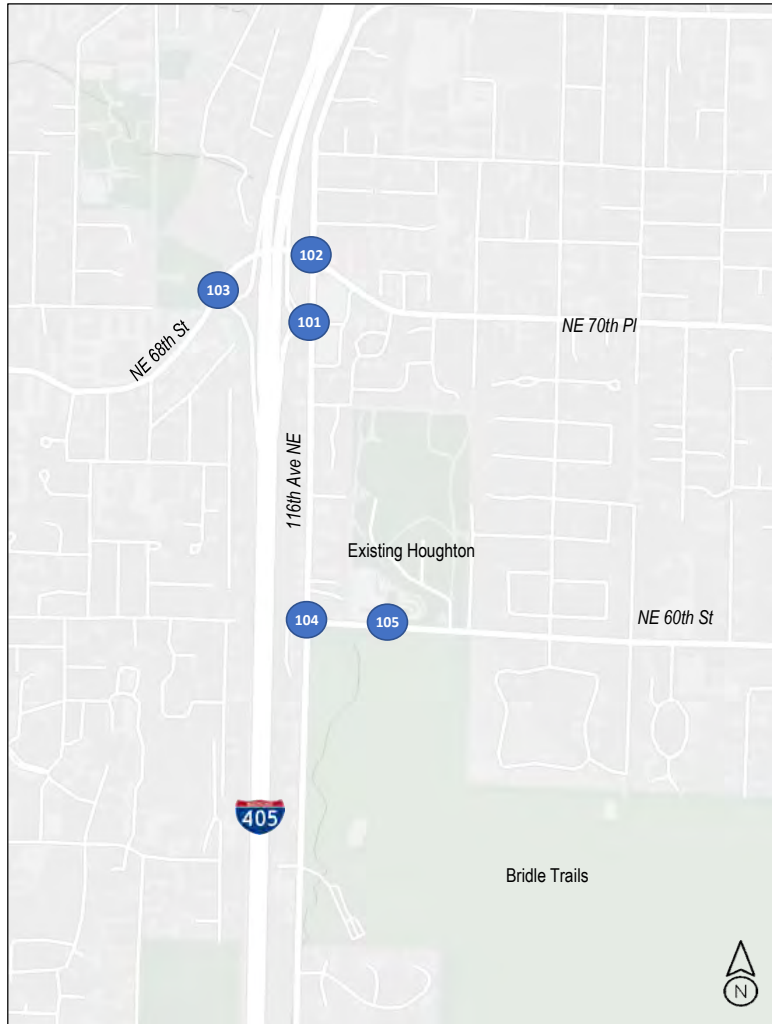 102
103
101
NE 70th Pl
NE 68th St
116th Ave NE
Existing Houghton
104
105
NE 60th St
405
Bridle Trails
N